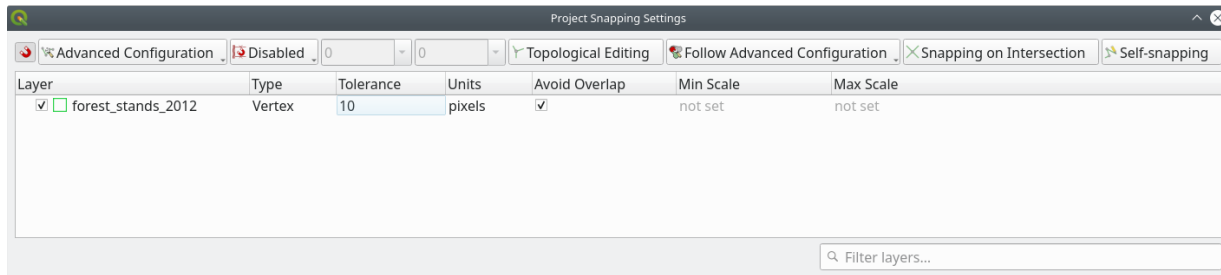 Project Snapping Settings
Advanced Configuration Disabled 0 0 Topological Editing Follow Advanced Configuration Snapping on Intersection Self-snapping
Layer Type Tolerance Units Avoid Overlap Min Scale Max Scale
forest_stands_2012 Vertex 10 pixels not set not set
Filter layers...